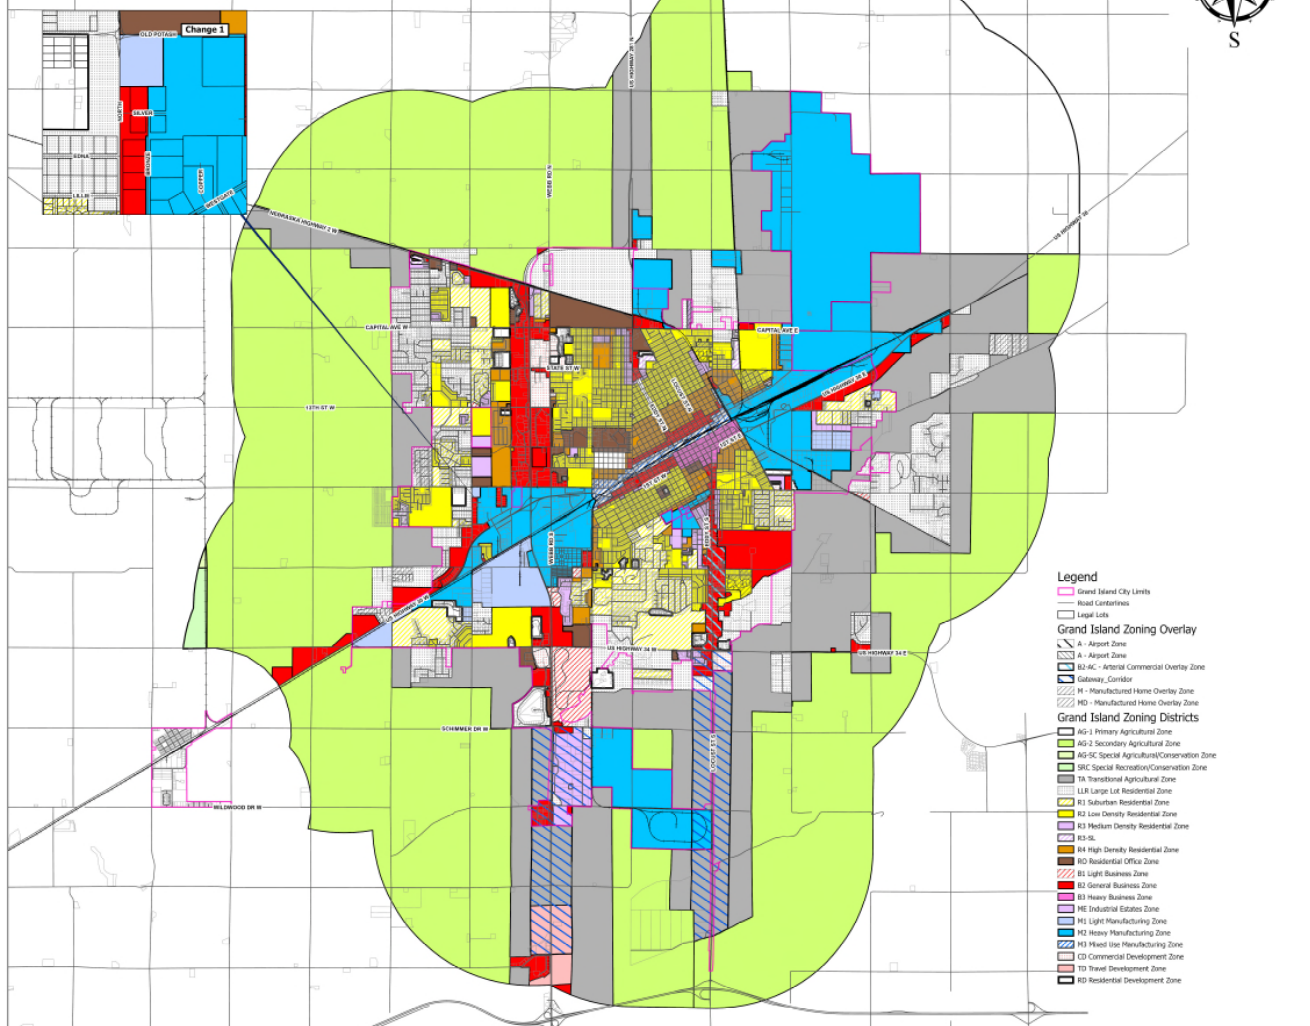 S
OLD POTASH
Change 1
NORTH
SILVER
EDNA
BRONZE
COPPER
LILLIE
WESTGATE
US HIGHWAY 281 N
WEBB RD N
NEBRASKA HIGHWAY 2 W
US HIGHWAY 30
CAPITAL AVE W
CAPITAL AVE E
STATE ST W
13TH ST W
US HIGHWAY 30 E
1ST ST W
WEBB RD S
US HIGHWAY 30 W
US HIGHWAY 34 W
US HIGHWAY 34 E
SCHIMMER DR W
LOCUST ST S
WILDWOOD DR W
Legend
Grand Island City Limits
Road Centerlines
Legal Lots
Grand Island Zoning Overlay
A - Airport Zone
A - Airport Zone
B2-AC - Arterial Commercial Overlay Zone
Gateway_Corridor
M - Manufactured Home Overlay Zone
MD - Manufactured Home Overlay Zone
Grand Island Zoning Districts
AG-1 Primary Agricultural Zone
AG-2 Secondary Agricultural Zone
AG-SC Special Agricultural/Conservation Zone
SRC Special Recreation/Conservation Zone
TA Transitional Agricultural Zone
LLR Large Lot Residential Zone
R1 Suburban Residential Zone
R2 Low Density Residential Zone
R3 Medium Density Residential Zone
R3-SL
R4 High Density Residential Zone
RO Residential Office Zone
B1 Light Business Zone
B2 General Business Zone
B3 Heavy Business Zone
ME Industrial Estates Zone
M1 Light Manufacturing Zone
M2 Heavy Manufacturing Zone
M3 Mixed Use Manufacturing Zone
CD Commercial Development Zone
TD Travel Development Zone
RD Residential Development Zone